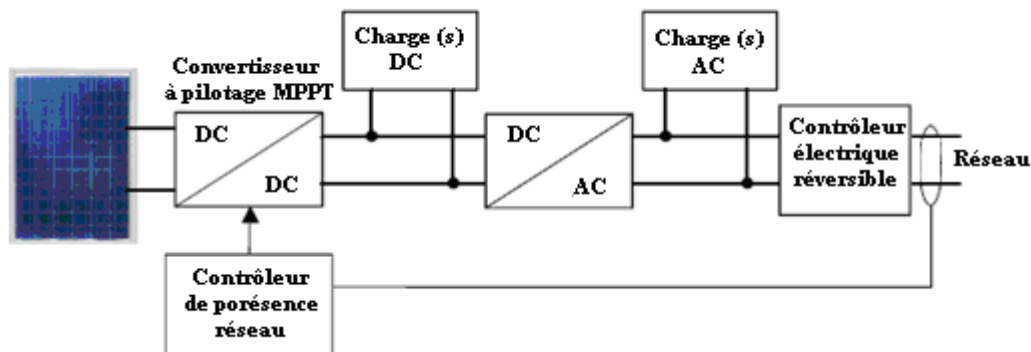 Charge (s)
DC
Charge (s)
AC
Convertisseur
à pilotage MPPT
DC
DC
DC
AC
Contrôleur
électrique
réversible
Réseau
Contrôleur
de porésence
réseau